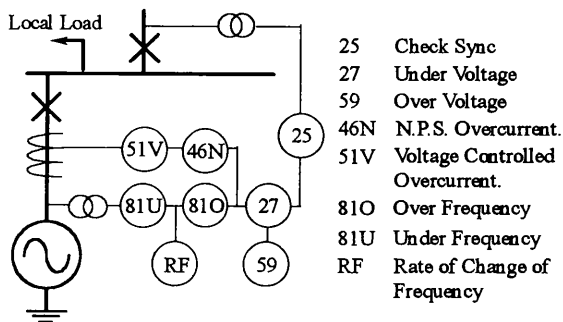 Local Load
25 Check Sync
27 Under Voltage
59 Over Voltage
46N N.P.S. Overcurrent.
51V Voltage Controlled
Overcurrent.
81O Over Frequency
81U Under Frequency
RF Rate of Change of
Frequency
25
51V 46N
81U 81O 27
RF 59